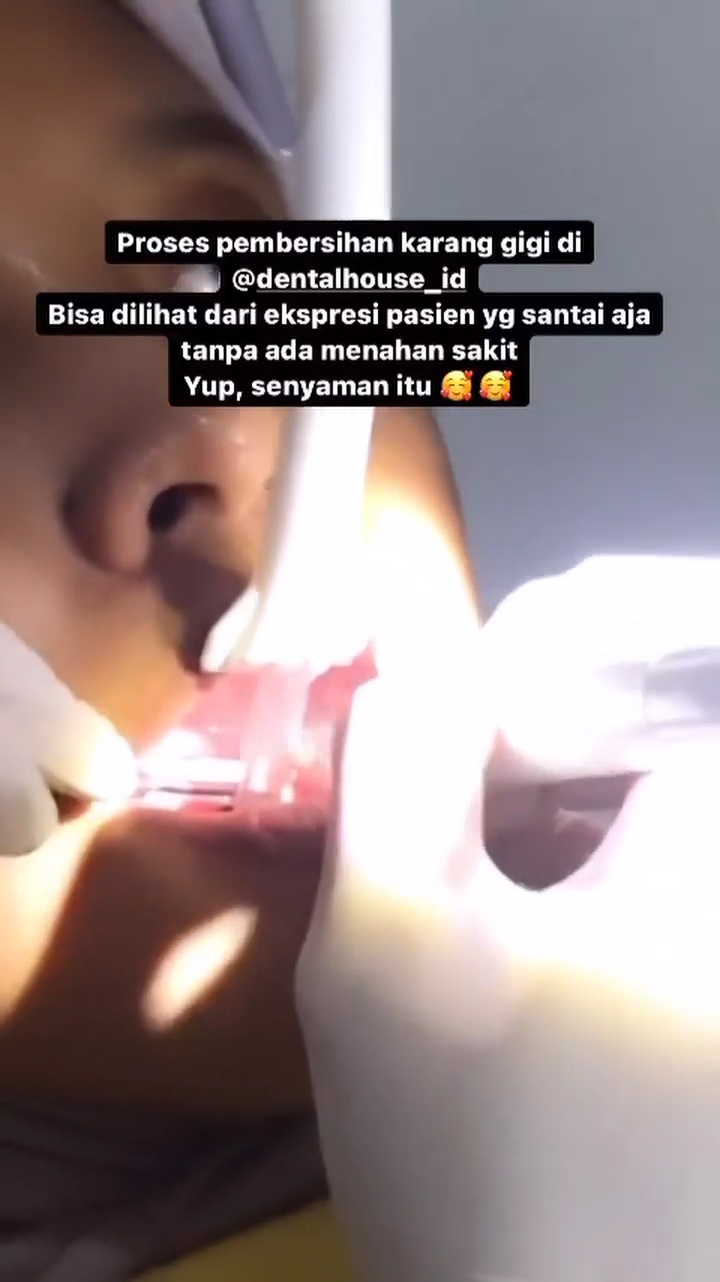 Proses pembersihan karang gigi di
@dentalhouse_id
Bisa dilihat dari ekspresi pasien yg santai aja
tanpa ada menahan sakit
Yup, senyaman itu 🥰 🥰